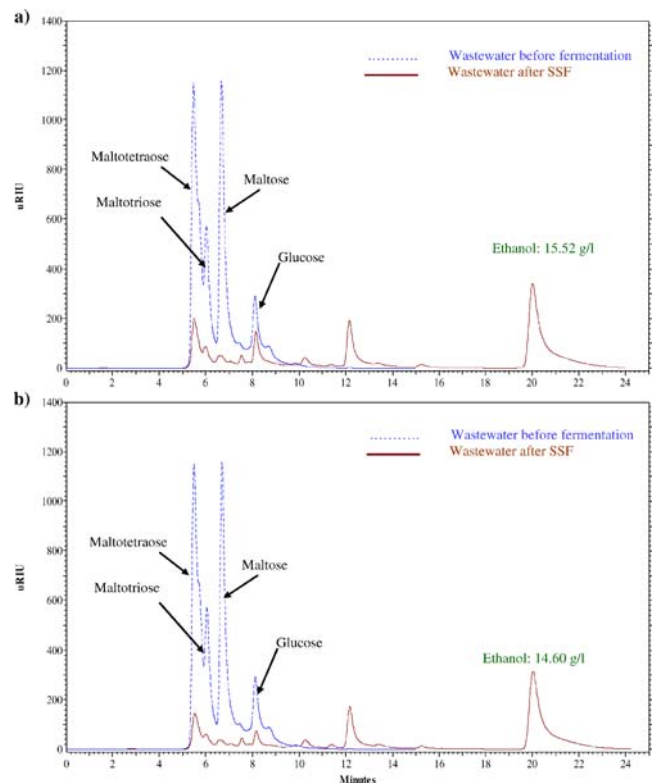 a)
1400
1200
1000
800
600
400
200
0
uRIU
Wastewater before fermentation
Wastewater after SSF
Maltotetraose
Maltotriose
Maltose
Glucose
Ethanol: 15.52 g/l
0 2 4 6 8 10 12 14 16 18 20 22 24
b)
1400
1200
1000
800
600
400
200
0
uRIU
Wastewater before fermentation
Wastewater after SSF
Maltotetraose
Maltotriose
Maltose
Glucose
Ethanol: 14.60 g/l
0 2 4 6 8 10 12 14 16 18 20 22 24
Minutes